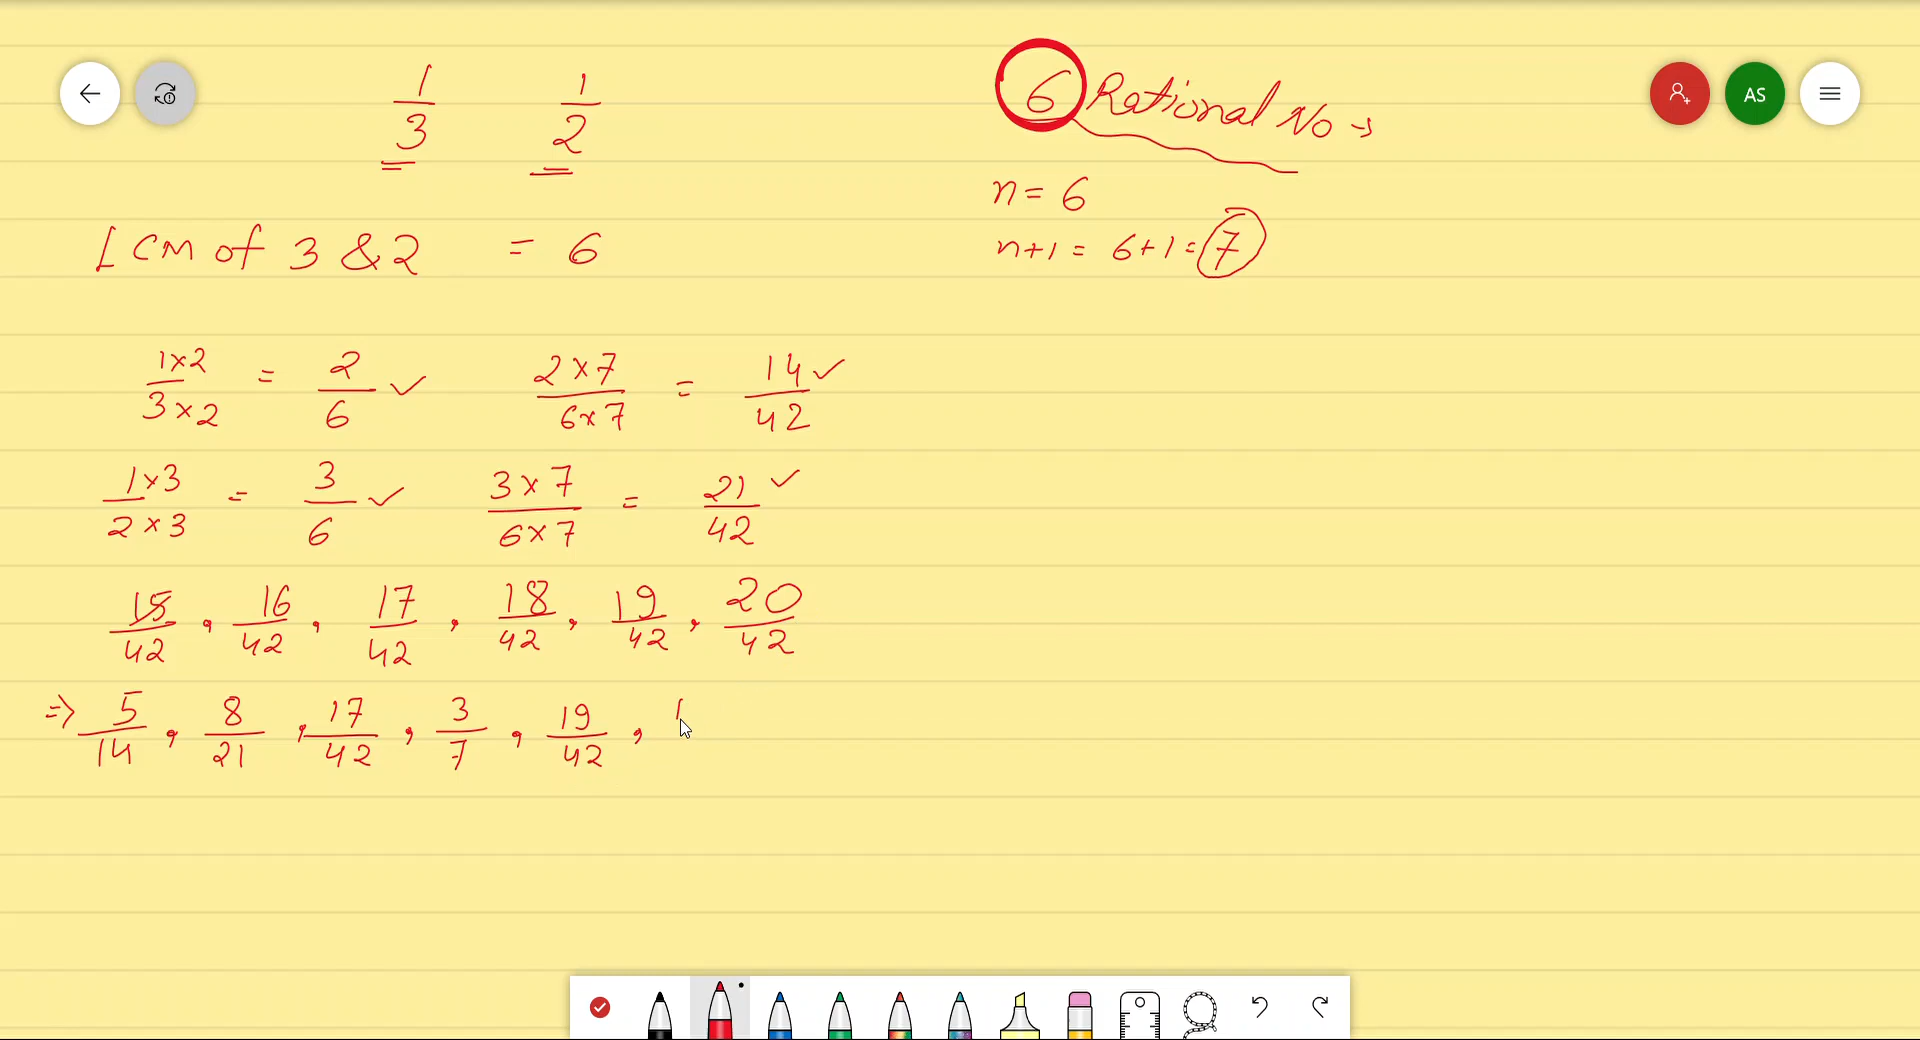 1/3 1/2
6 Rational No →
AS
n = 6
LCM of 3 & 2 = 6
n+1 = 6+1 = 7
1×2/3×2 = 2/6 ✓ 2×7/6×7 = 14/42 ✓
1×3/2×3 = 3/6 ✓ 3×7/6×7 = 21/42 ✓
15/42, 16/42, 17/42, 18/42, 19/42, 20/42
⇒ 5/14, 8/21, 17/42, 3/7, 19/42, 1